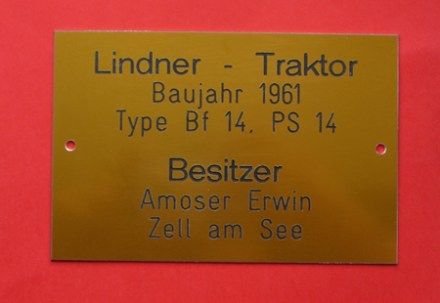 Lindner - Traktor
Baujahr 1961
Type Bf 14, PS 14
Besitzer
Amoser Erwin
Zell am See